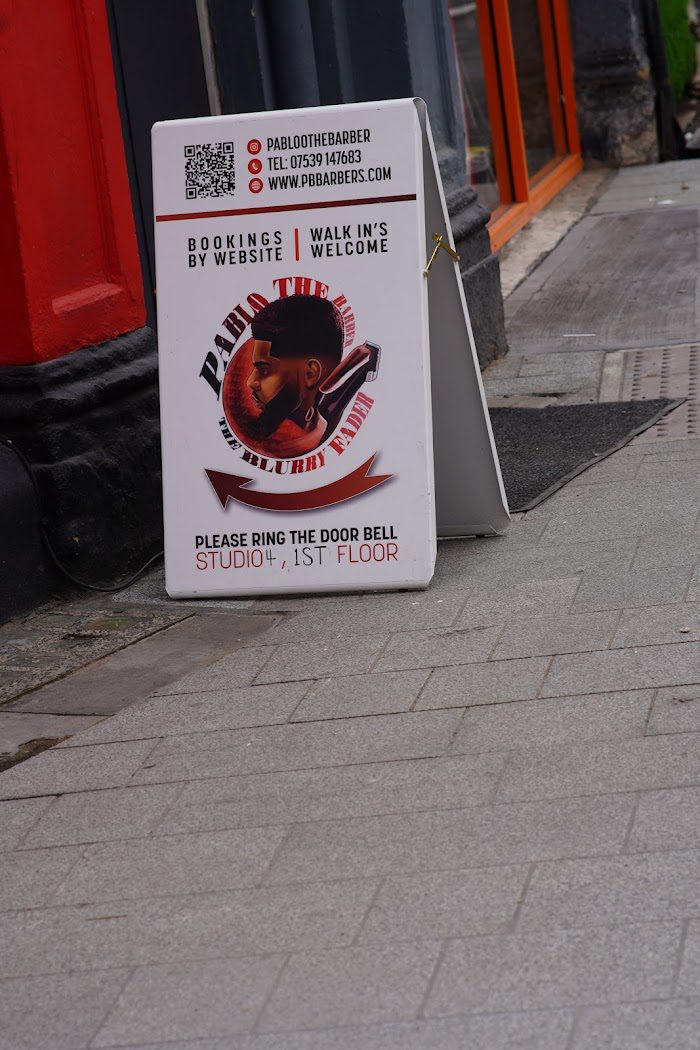 PABLOOTHEBARBER
TEL: 07539 147683
WWW.PBBARBERS.COM
BOOKINGS BY WEBSITE
WALK IN'S WELCOME
PABLO THE BARBER
THE BLURRY FADER
PLEASE RING THE DOOR BELL
STUDIO4, 1ST FLOOR